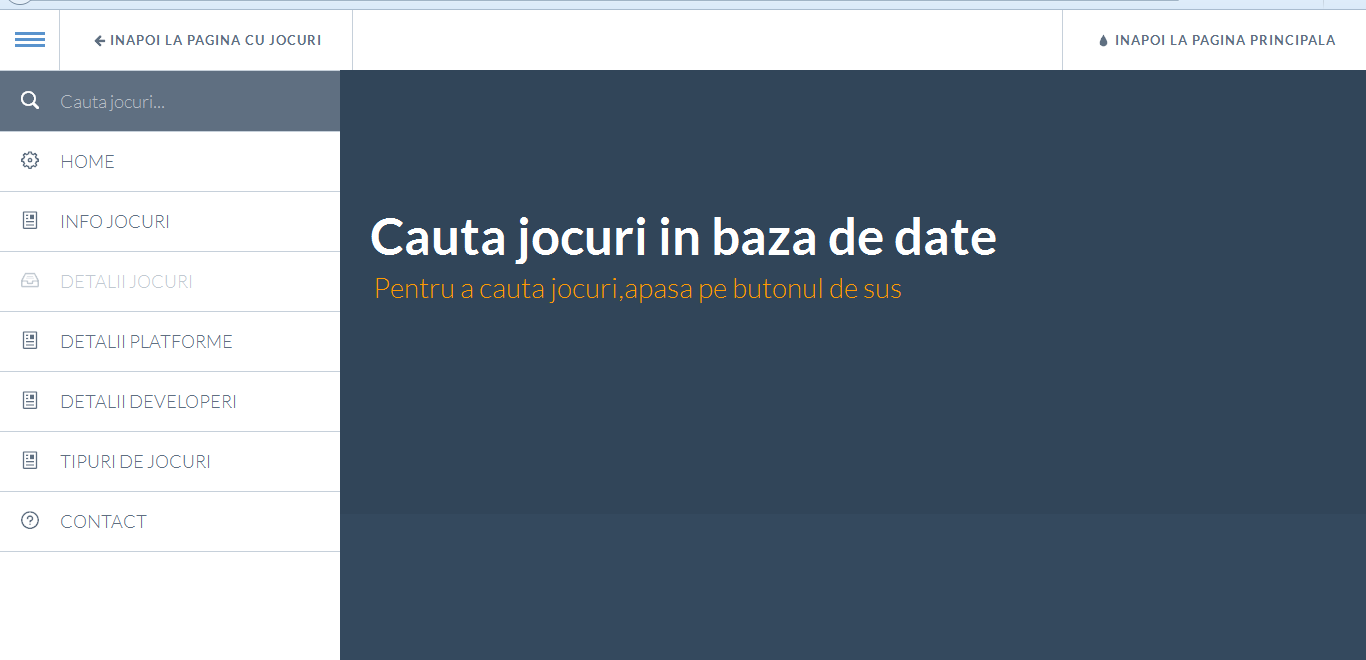 INAPOI LA PAGINA CU JOCURI
INAPOI LA PAGINA PRINCIPALA
Cauta jocuri...
HOME
INFO JOCURI
DETALII JOCURI
DETALII PLATFORME
DETALII DEVELOPERI
TIPURI DE JOCURI
CONTACT
Cauta jocuri in baza de date
Pentru a cauta jocuri,apasa pe butonul de sus